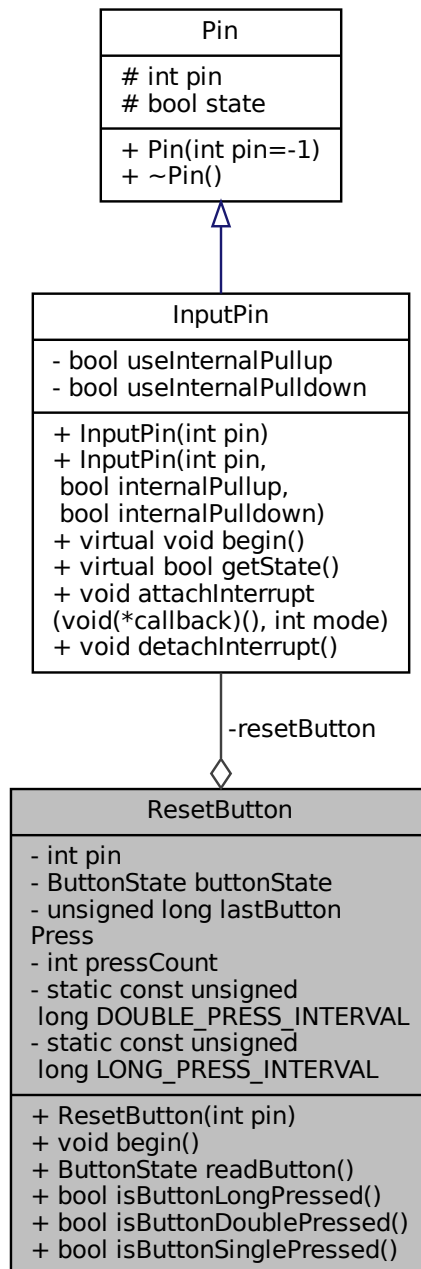 Pin
# int pin
# bool state
+ Pin(int pin=-1)
+ ~Pin()
InputPin
- bool useInternalPullup
- bool useInternalPulldown
+ InputPin(int pin)
+ InputPin(int pin,
bool internalPullup,
bool internalPulldown)
+ virtual void begin()
+ virtual bool getState()
+ void attachInterrupt
(void(*callback)(), int mode)
+ void detachInterrupt()
-resetButton
ResetButton
- int pin
- ButtonState buttonState
- unsigned long lastButton
Press
- int pressCount
- static const unsigned
long DOUBLE_PRESS_INTERVAL
- static const unsigned
long LONG_PRESS_INTERVAL
+ ResetButton(int pin)
+ void begin()
+ ButtonState readButton()
+ bool isButtonLongPressed()
+ bool isButtonDoublePressed()
+ bool isButtonSinglePressed()